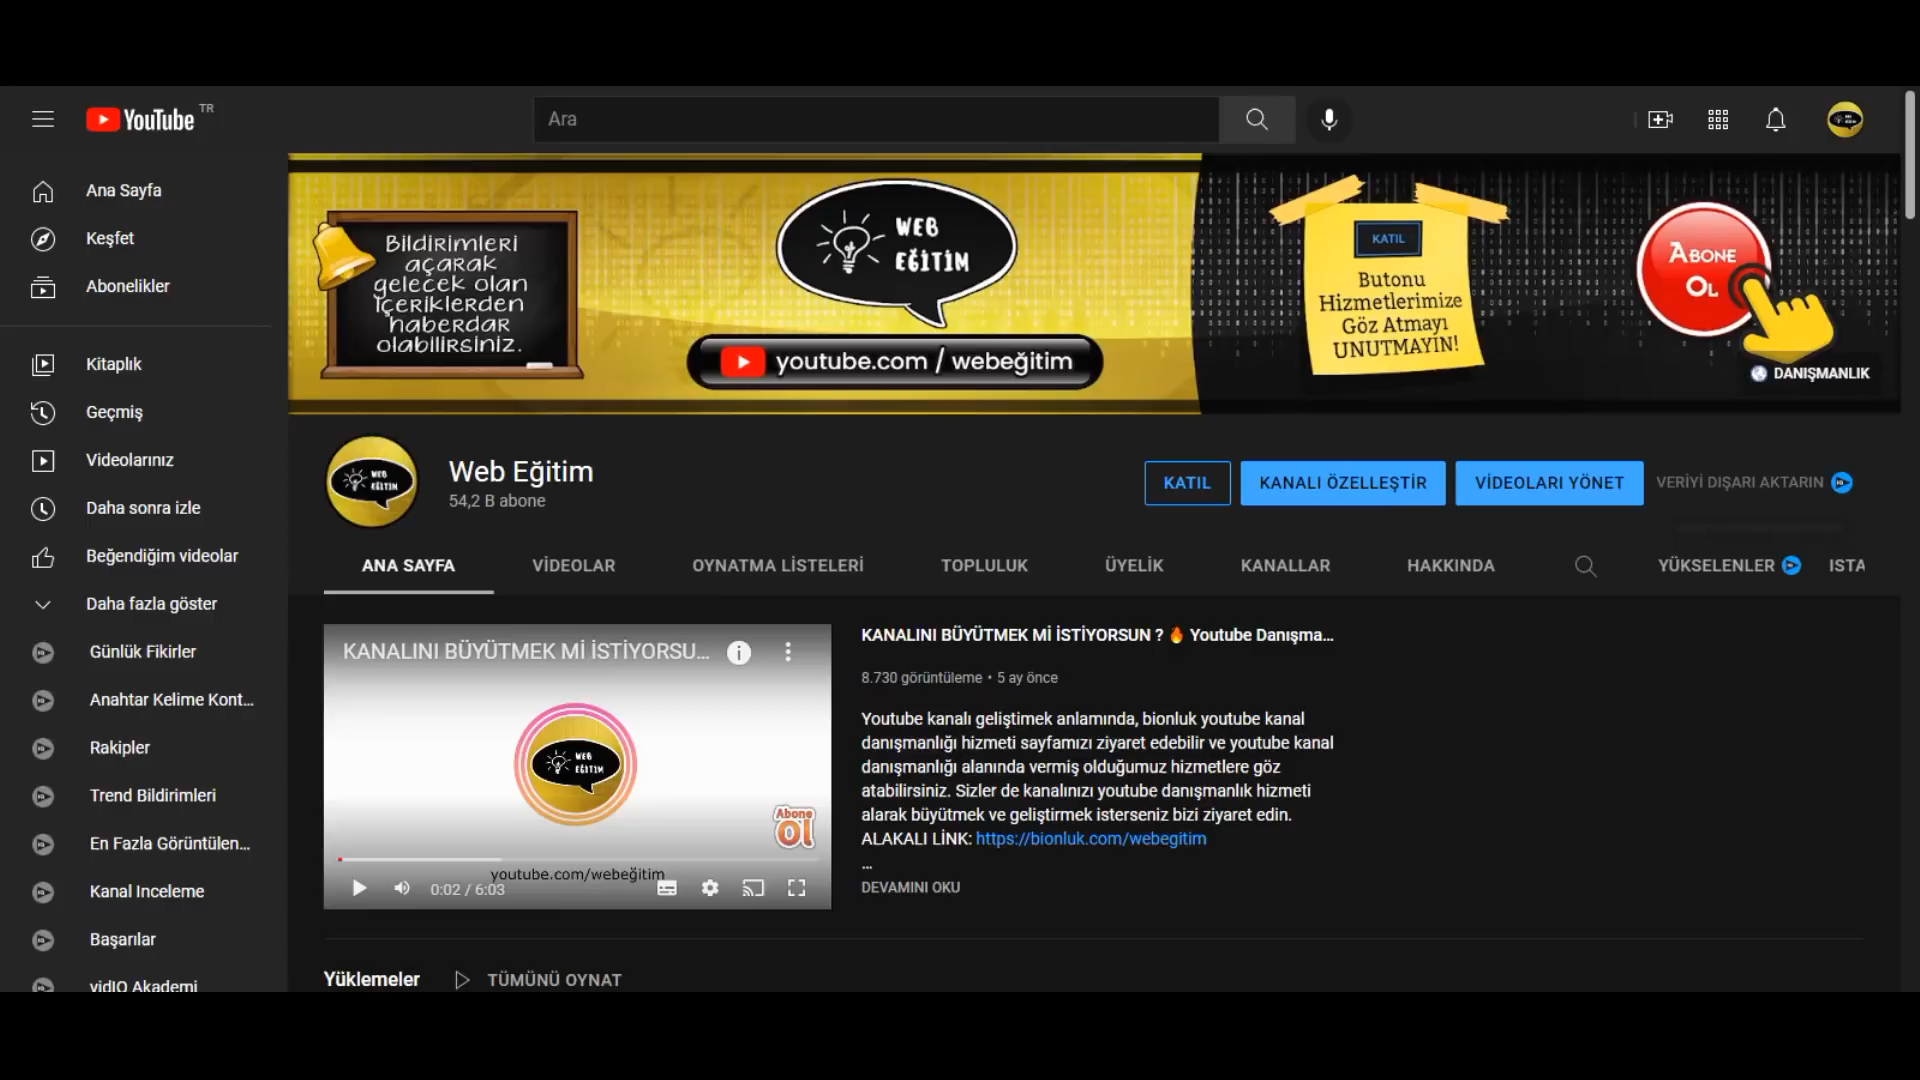 YouTube TR
Ara
Ana Sayfa
Keşfet
Abonelikler
Kitaplık
Geçmiş
Videolarınız
Daha sonra izle
Beğendiğim videolar
Daha fazla göster
Günlük Fikirler
Anahtar Kelime Kont...
Rakipler
Trend Bildirimleri
En Fazla Görüntülen...
Kanal Inceleme
Başarılar
vidIQ Akademi
Bildirimleri
açarak
gelecek olan
içeriklerden
haberdar
olabilirsiniz.
WEB
EĞİTİM
youtube.com / webeğitim
KATIL
Butonu
Hizmetlerimize
Göz Atmayı
UNUTMAYIN!
ABONE
OL
DANIŞMANLIK
WEB
EĞİTİM
Web Eğitim
54,2 B abone
KATIL
KANALI ÖZELLEŞTİR
VİDEOLARI YÖNET
VERİYİ DIŞARI AKTARIN
ANA SAYFA
VİDEOLAR
OYNATMA LİSTELERİ
TOPLULUK
ÜYELİK
KANALLAR
HAKKINDA
YÜKSELENLER
ISTA
KANALINI BÜYÜTMEK Mİ İSTİYORSU...
WEB
EĞİTİM
Abone
ol
youtube.com/webeğitim
0:02 / 6:03
KANALINI BÜYÜTMEK Mİ İSTİYORSUN ? 🔥 Youtube Danışma...
8.730 görüntüleme • 5 ay önce
Youtube kanalı geliştimek anlamında, bionluk youtube kanal
danışmanlığı hizmeti sayfamızı ziyaret edebilir ve youtube kanal
danışmanlığı alanında vermiş olduğumuz hizmetlere göz
atabilirsiniz. Sizler de kanalınızı youtube danışmanlık hizmeti
alarak büyütmek ve geliştirmek isterseniz bizi ziyaret edin.
ALAKALI LİNK: https://bionluk.com/webegitim
...
DEVAMINI OKU
Yüklemeler
TÜMÜNÜ OYNAT